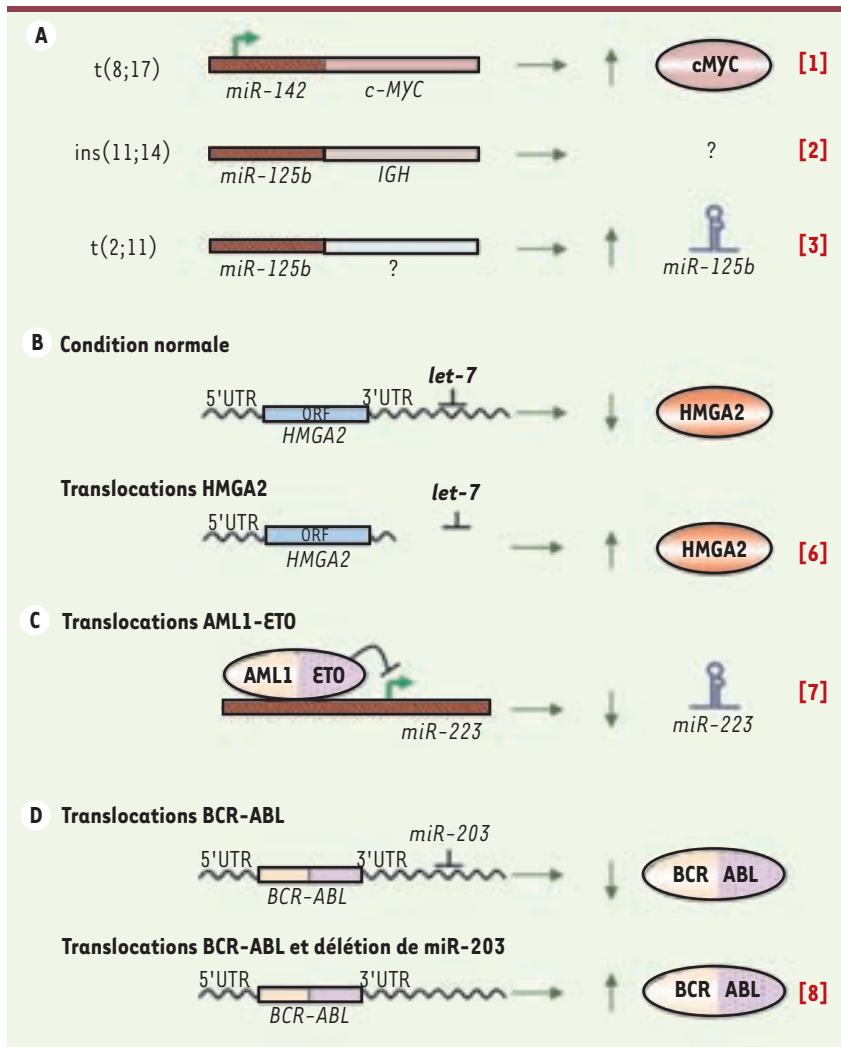 A
t(8;17)
miR-142 c-MYC
cMYC [1]
ins(11;14)
miR-125b IGH
? [2]
t(2;11)
miR-125b ?
miR-125b
[3]
B Condition normale
let-7
5'UTR ORF 3'UTR
HMGA2
HMGA2
Translocations HMGA2
let-7
5'UTR ORF
HMGA2
HMGA2 [6]
C Translocations AML1-ETO
AML1 ETO
miR-223
miR-223
[7]
D Translocations BCR-ABL
miR-203
5'UTR 3'UTR
BCR-ABL
BCR ABL
Translocations BCR-ABL et délétion de miR-203
5'UTR 3'UTR
BCR-ABL
BCR ABL [8]